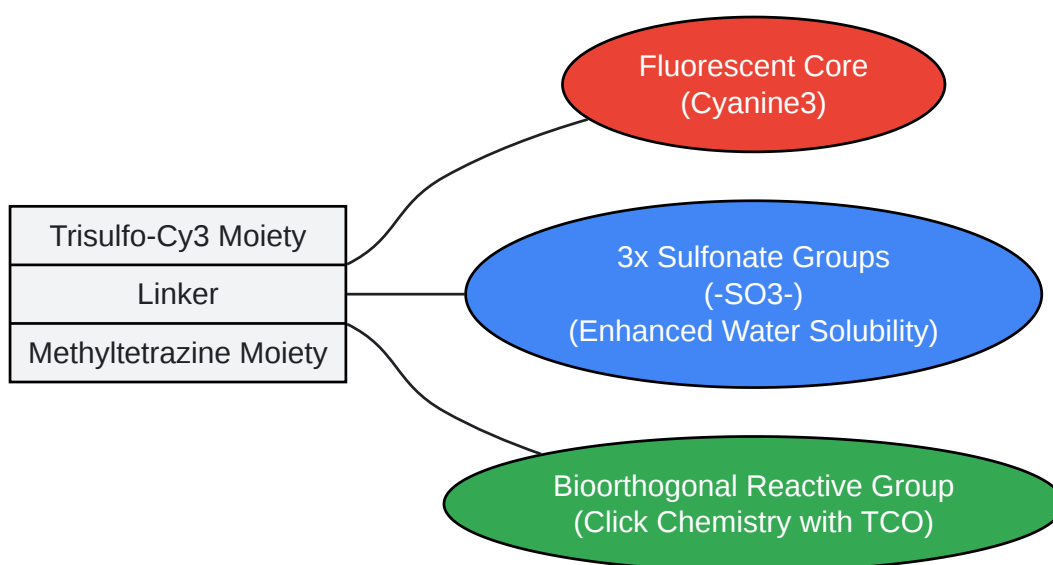 Fluorescent Core
(Cyanine3)
Trisulfo-Cy3 Moiety
Linker
Methyltetrazine Moiety
3x Sulfonate Groups
(-SO3-)
(Enhanced Water Solubility)
Bioorthogonal Reactive Group
(Click Chemistry with TCO)